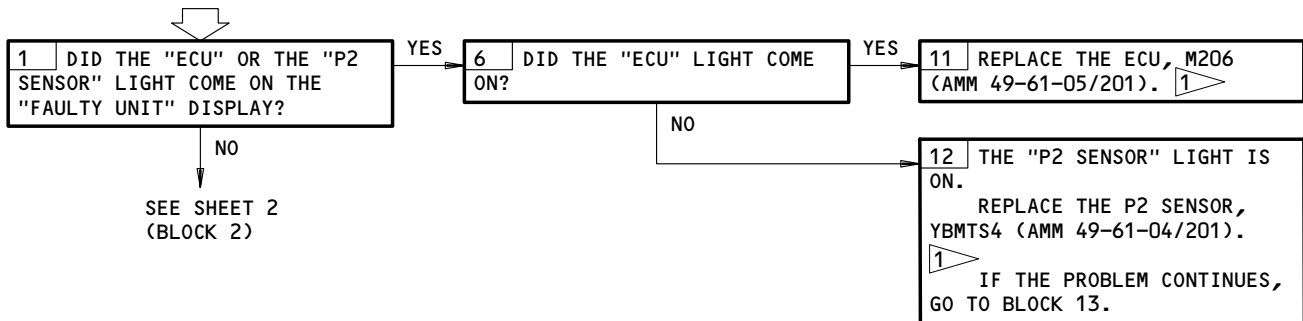 1 DID THE "ECU" OR THE "P2
SENSOR" LIGHT COME ON THE
"FAULTY UNIT" DISPLAY?
YES
NO
SEE SHEET 2
(BLOCK 2)
6 DID THE "ECU" LIGHT COME
ON?
YES
NO
11 REPLACE THE ECU, M206
(AMM 49-61-05/201). 1
12 THE "P2 SENSOR" LIGHT IS
ON.
REPLACE THE P2 SENSOR,
YBMTS4 (AMM 49-61-04/201).
1
IF THE PROBLEM CONTINUES,
GO TO BLOCK 13.